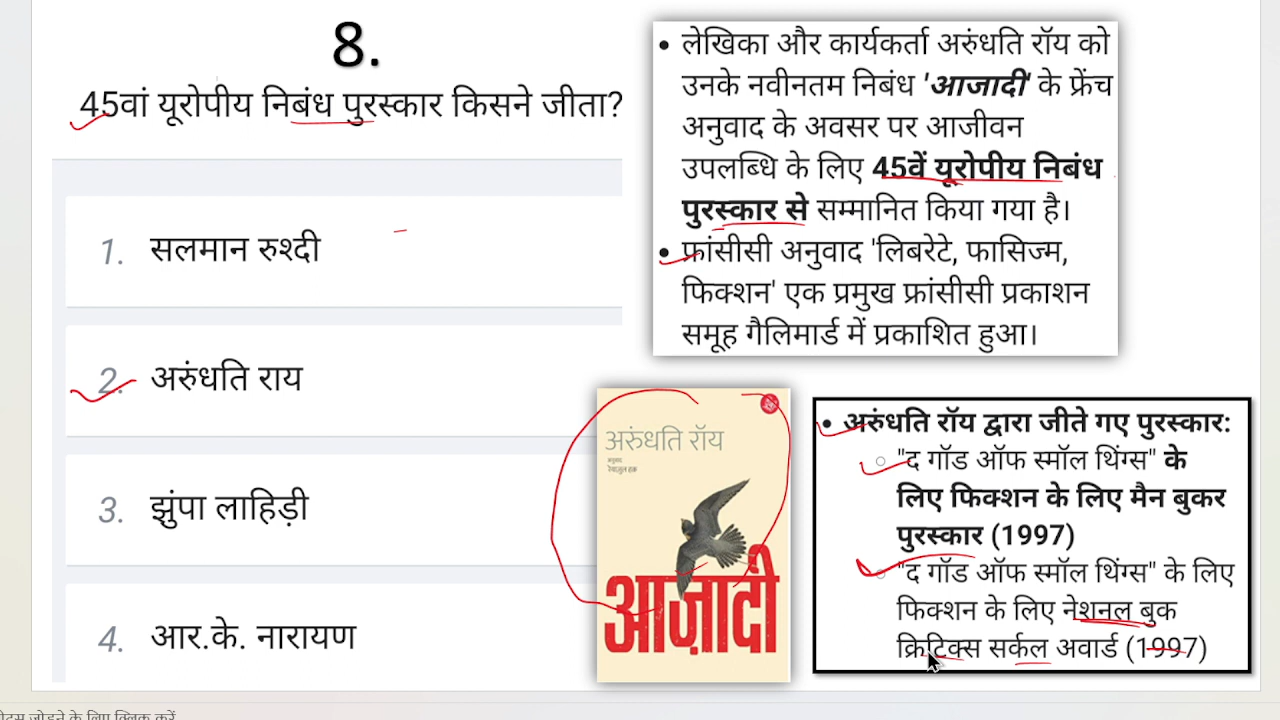 8.
45वां यूरोपीय निबंध पुरस्कार किसने जीता?
1. सलमान रुश्दी
2. अरुंधति राय
3. झुंपा लाहिड़ी
4. आर.के. नारायण
• लेखिका और कार्यकर्ता अरुंधति रॉय को
उनके नवीनतम निबंध 'आजादी' के फ्रेंच
अनुवाद के अवसर पर आजीवन
उपलब्धि के लिए 45वें यूरोपीय निबंध
पुरस्कार से सम्मानित किया गया है।
• फ्रांसीसी अनुवाद 'लिबरेटे, फासिज्म,
फिक्शन' एक प्रमुख फ्रांसीसी प्रकाशन
समूह गैलिमार्ड में प्रकाशित हुआ।
अरुंधति रॉय
अनुवाद
रेयाज़ुल हक़
आज़ादी
• अरुंधति रॉय द्वारा जीते गए पुरस्कार:
○ "द गॉड ऑफ स्मॉल थिंग्स" के
लिए फिक्शन के लिए मैन बुकर
पुरस्कार (1997)
○ "द गॉड ऑफ स्मॉल थिंग्स" के लिए
फिक्शन के लिए नेशनल बुक
क्रिटिक्स सर्कल अवार्ड (1997)
नोट्स जोड़ने के लिए क्लिक करें